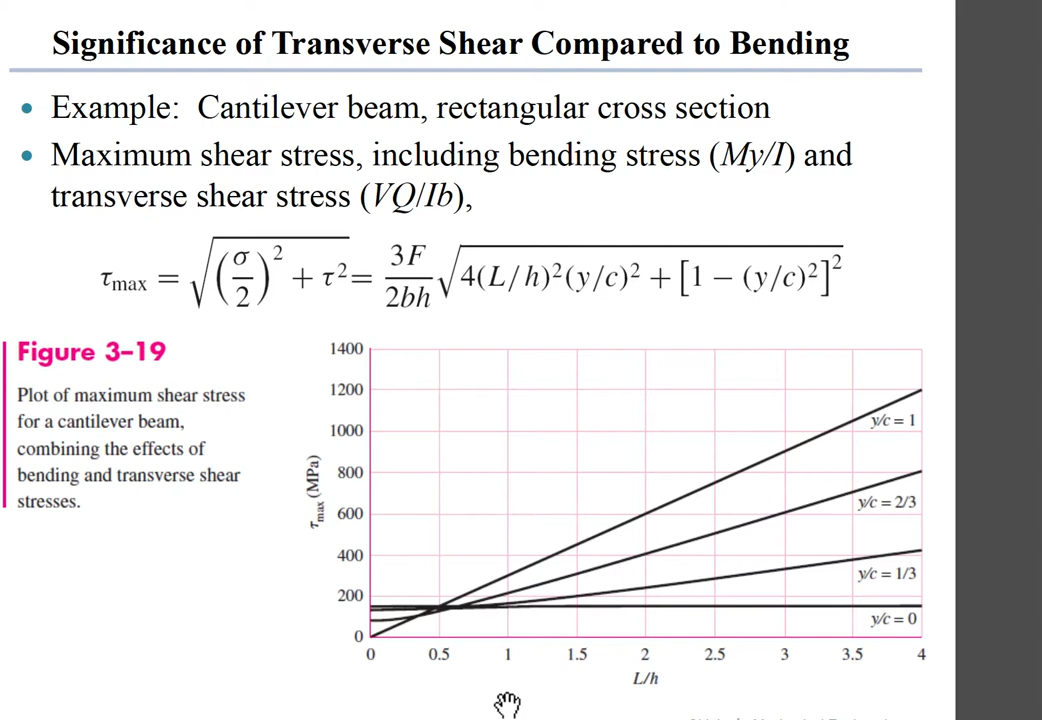 Significance of Transverse Shear Compared to Bending
• Example: Cantilever beam, rectangular cross section
• Maximum shear stress, including bending stress (My/I) and
transverse shear stress (VQ/Ib),
τmax = √((σ/2)² + τ²) = 3F/2bh √(4(L/h)²(y/c)² + [1 − (y/c)²]²)
Figure 3–19
Plot of maximum shear stress
for a cantilever beam,
combining the effects of
bending and transverse shear
stresses.
1400
1200
1000
800
600
400
200
0
τmax (MPa)
y/c = 1
y/c = 2/3
y/c = 1/3
y/c = 0
0 0.5 1 1.5 2 2.5 3 3.5 4
L/h